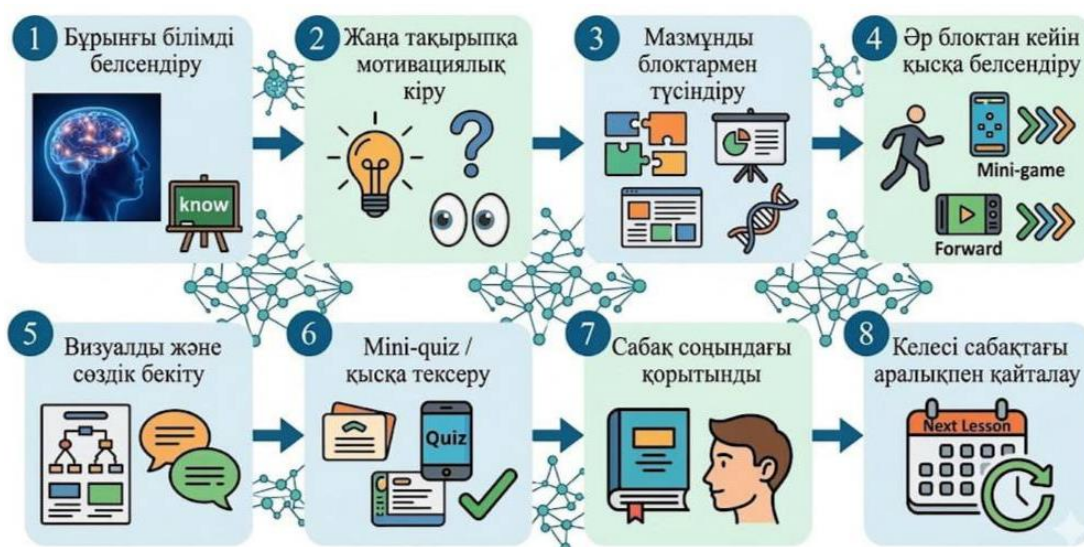 1
Бұрынғы білімді
белсендіру
know
2
Жаңа тақырыпқа
мотивациялық
кіру
?
3
Мазмұнды
блоктармен
түсіндіру
4
Әр блоктан кейін
қысқа белсендіру
Mini-game
Forward
5
Визуалды және
сөздік бекіту
6
Mini-quiz /
қысқа тексеру
Quiz
7
Сабақ соңындағы
қорытынды
8
Келесі сабақтағы
аралықпен қайталау
Next Lesson